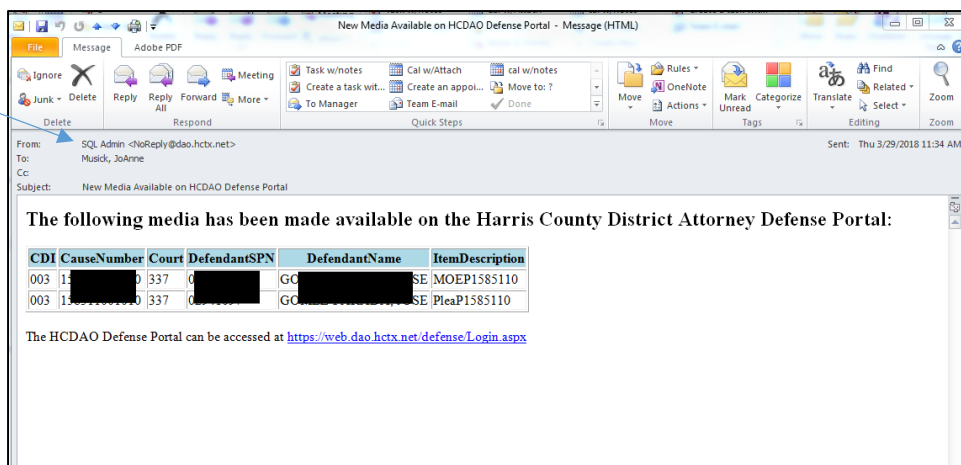 New Media Available on HCDAO Defense Portal - Message (HTML)
File Message Adobe PDF
Ignore
Junk Delete
Reply Reply All Forward Meeting More
Task w/notes Cal w/Attach cal w/notes
Create a task wit... Create an appoi... Move to: ?
To Manager Team E-mail Done
Move Rules OneNote Actions
Mark Unread Categorize
Translate Find Related Select
Zoom
Delete Respond Quick Steps Move Tags Editing Zoom
From: SQL Admin <NoReply@dao.hctx.net> Sent: Thu 3/29/2018 11:34 AM
To: Musick, JoAnne
Cc:
Subject: New Media Available on HCDAO Defense Portal
The following media has been made available on the Harris County District Attorney Defense Portal:
CDI CauseNumber Court DefendantSPN DefendantName ItemDescription
003 15 0 337 0 GO SE MOEP1585110
003 337 SE PleaP1585110
The HCDAO Defense Portal can be accessed at https://web.dao.hctx.net/defense/Login.aspx